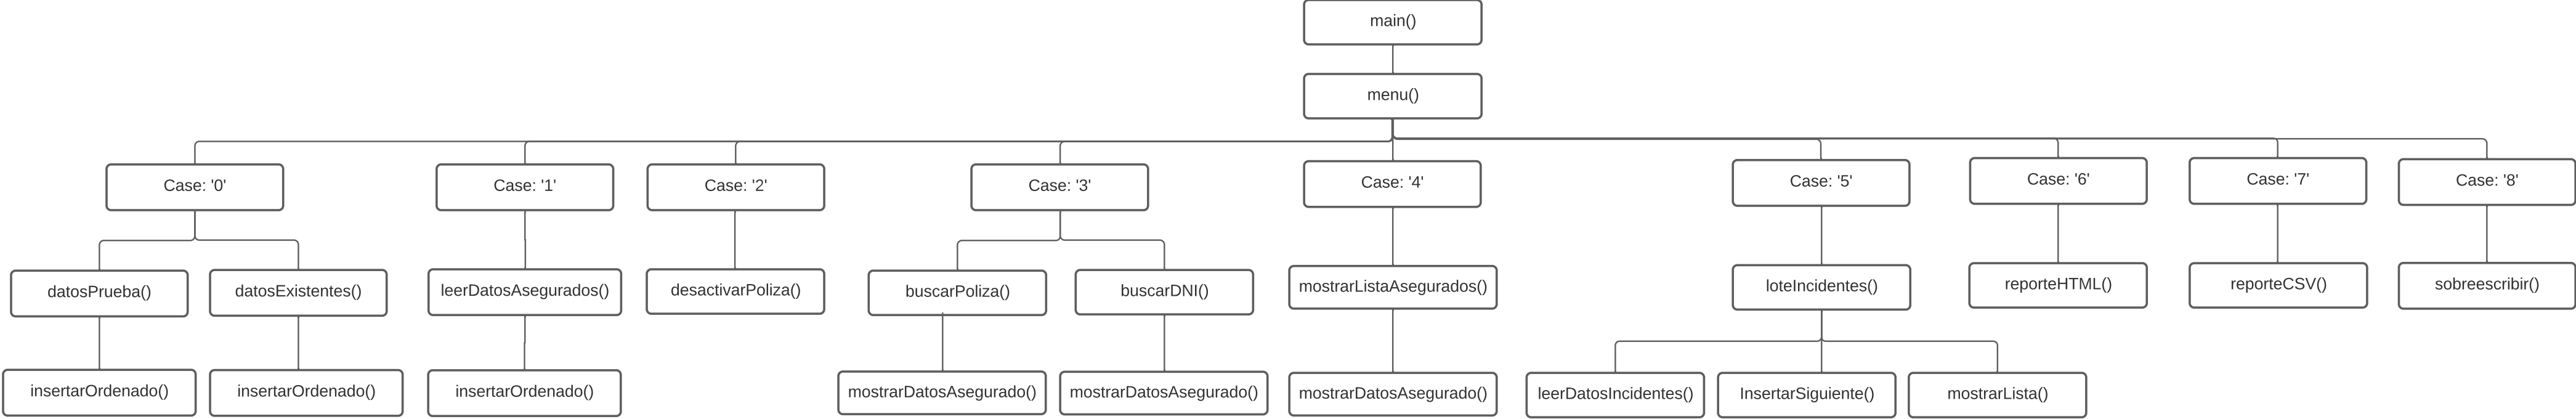 main()
menu()
Case: '0'
Case: '1'
Case: '2'
Case: '3'
Case: '4'
Case: '5'
Case: '6'
Case: '7'
Case: '8'
datosPrueba()
datosExistentes()
leerDatosAsegurados()
desactivarPoliza()
buscarPoliza()
buscarDNI()
mostrarListaAsegurados()
loteIncidentes()
reporteHTML()
reporteCSV()
sobreescribir()
insertarOrdenado()
insertarOrdenado()
insertarOrdenado()
mostrarDatosAsegurado()
mostrarDatosAsegurado()
mostrarDatosAsegurado()
leerDatosIncidentes()
InsertarSiguiente()
mostrarLista()